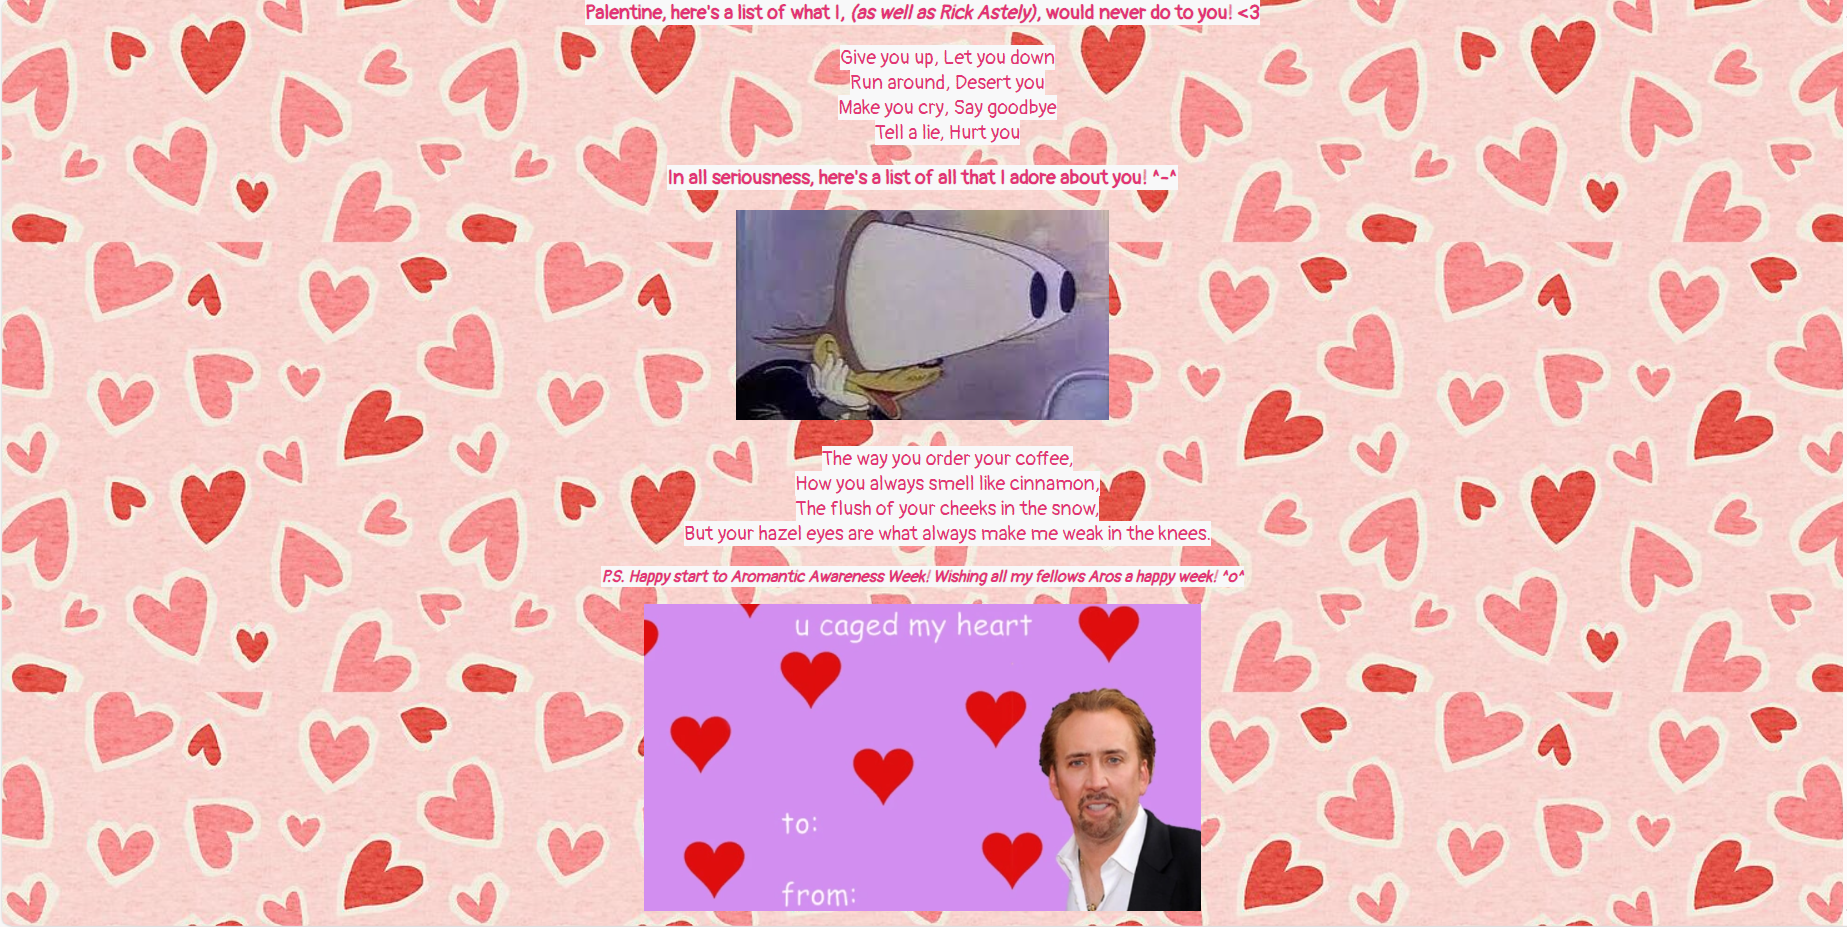 Palentine, here's a list of what I, (as well as Rick Astely), would never do to you! <3
Give you up, Let you down
Run around, Desert you
Make you cry, Say goodbye
Tell a lie, Hurt you
In all seriousness, here's a list of all that I adore about you! ^-^
The way you order your coffee,
How you always smell like cinnamon,
The flush of your cheeks in the snow,
But your hazel eyes are what always make me weak in the knees.
P.S. Happy start to Aromantic Awareness Week! Wishing all my fellows Aros a happy week! ^o^
u caged my heart
to:
from: